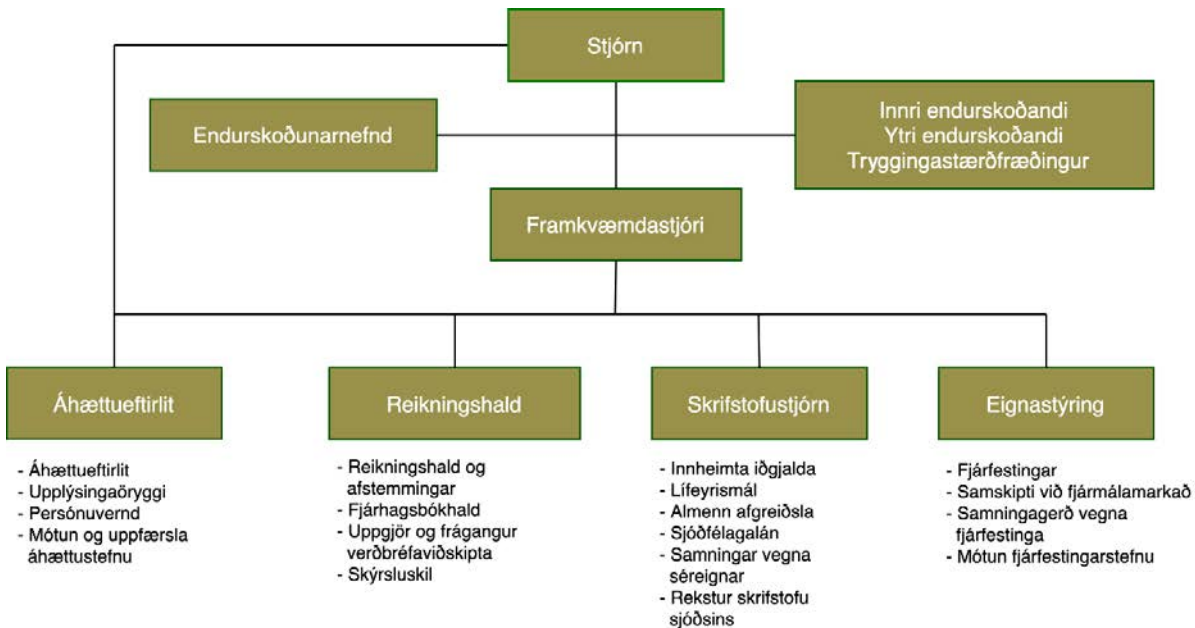 Stjórn
Endurskoðunarnefnd
Innri endurskoðandi
Ytri endurskoðandi
Tryggingastærðfræðingur
Framkvæmdastjóri
Áhættueftirlit
- Áhættueftirlit
- Upplýsingaöryggi
- Persónuvernd
- Mótun og uppfærsla
áhættustefnu
Reikningshald
- Reikningshald og
afstemmingar
- Fjárhagsbókhald
- Uppgjör og frágangur
verðbréfaviðskipta
- Skýrsluskil
Skrifstofustjórn
- Innheimta iðgjalda
- Lífeyrismál
- Almenn afgreiðsla
- Sjóðfélagalán
- Samningar vegna
séreignar
- Rekstur skrifstofu
sjóðsins
Eignastýring
- Fjárfestingar
- Samskipti við fjármálamarkað
- Samningagerð vegna
fjárfestinga
- Mótun fjárfestingarstefnu